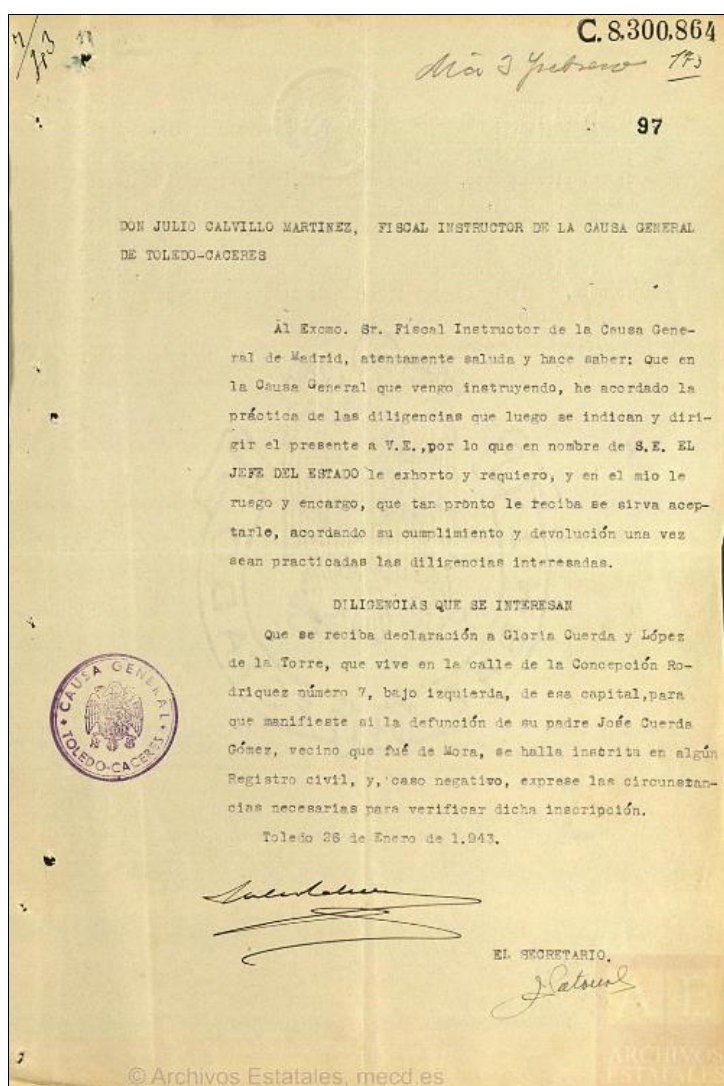 C. 8.300,864
Día 3 febrero 173
97
DON JULIO CALVILLO MARTINEZ, FISCAL INSTRUCTOR DE LA CAUSA GENERAL
DE TOLEDO-CACERES
Al Excmo. Sr. Fiscal Instructor de la Causa Gene-
ral de Madrid, atentamente saluda y hace saber: Que en
la Causa General que vengo instruyendo, he acordado la
práctica de las diligencias que luego se indican y diri-
gir el presente a V.E.,por lo que en nombre de S.E. EL
JEFE DEL ESTADO le exhorto y requiero, y en el mio le
ruego y encargo, que tan pronto le reciba se sirva acep-
tarle, acordando su cumplimiento y devolución una vez
sean practicadas las diligencias interesadas.
DILIGENCIAS QUE SE INTERESAN
Que se reciba declaración a Gloria Cuerda y López
de la Torre, que vive en la calle de la Concepción Ro-
driquez número 7, bajo izquierda, de esa capital,para
que manifieste si la defunción de su padre José Cuerda
Gómez, vecino que fué de Mora, se halla inscrita en algún
Registro civil, y, caso negativo, exprese las circunstan-
cias necesarias para verificar dicha inscripción.
Toledo 26 de Enero de 1.943.
CAUSA GENERAL
TOLEDO-CACERES
EL SECRETARIO,
© Archivos Estatales, mecd.es
AE
ARCHIVOS
ESTATALES